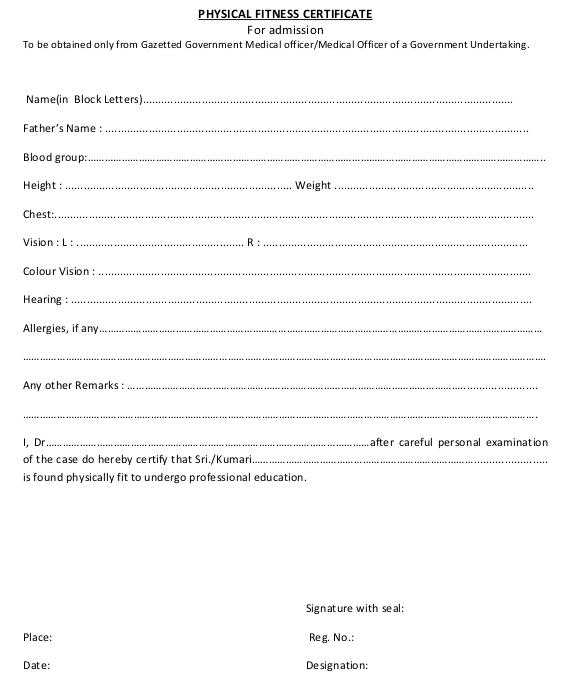 PHYSICAL FITNESS CERTIFICATE
For admission
To be obtained only from Gazetted Government Medical officer/Medical Officer of a Government Undertaking.
Name(in Block Letters)..............................................................................................................................
Father's Name : ..............................................................................................................................................
Blood group:.........................................................................................................................................................
Height : ............................................................................ Weight ...................................................................
Chest:................................................................................................................................................................
Vision : L : ........................................................ R : .........................................................................................
Colour Vision : .................................................................................................................................................
Hearing : ..........................................................................................................................................................
Allergies, if any....................................................................................................................................................
..............................................................................................................................................................................
Any other Remarks : .........................................................................................................................................
............................................................................................................................................................................
I, Dr............................................................................................................after careful personal examination
of the case do hereby certify that Sri./Kumari...................................................................................................
is found physically fit to undergo professional education.
Signature with seal:
Place: Reg. No.:
Date: Designation: